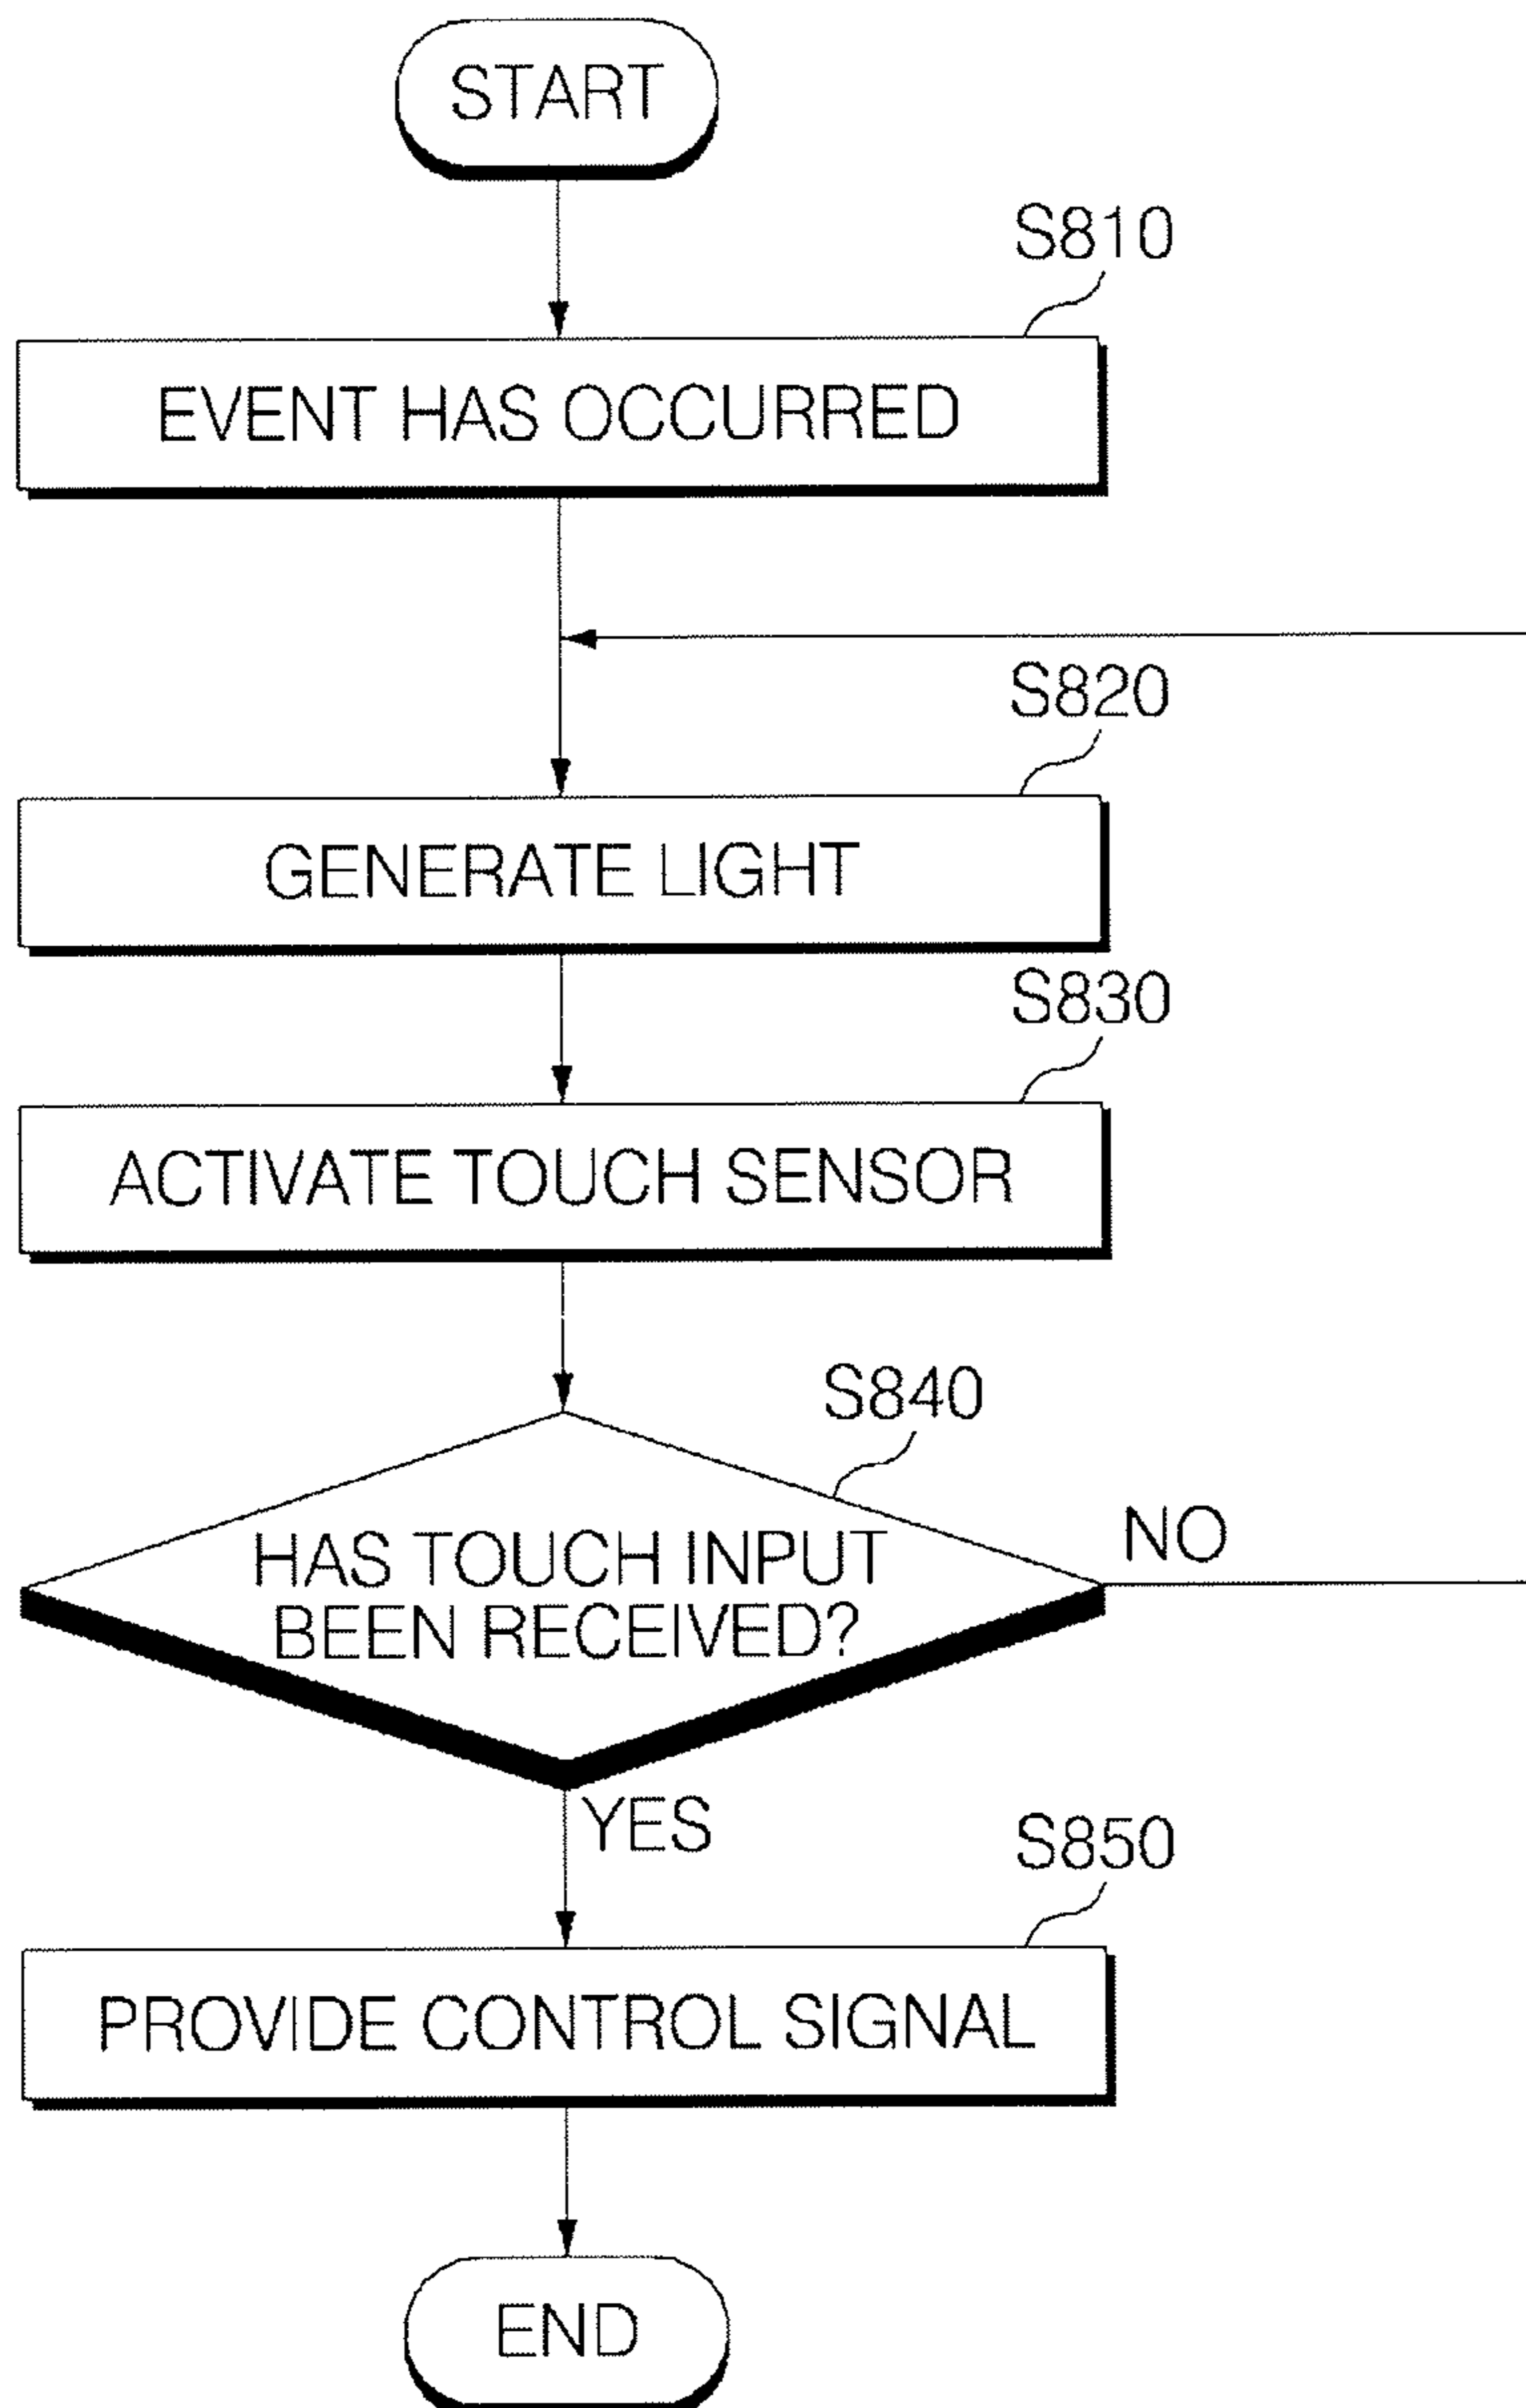 START
S810
EVENT HAS OCCURRED
S820
GENERATE LIGHT
S830
ACTIVATE TOUCH SENSOR
S840
HAS TOUCH INPUT
BEEN RECEIVED?
NO
YES
S850
PROVIDE CONTROL SIGNAL
END